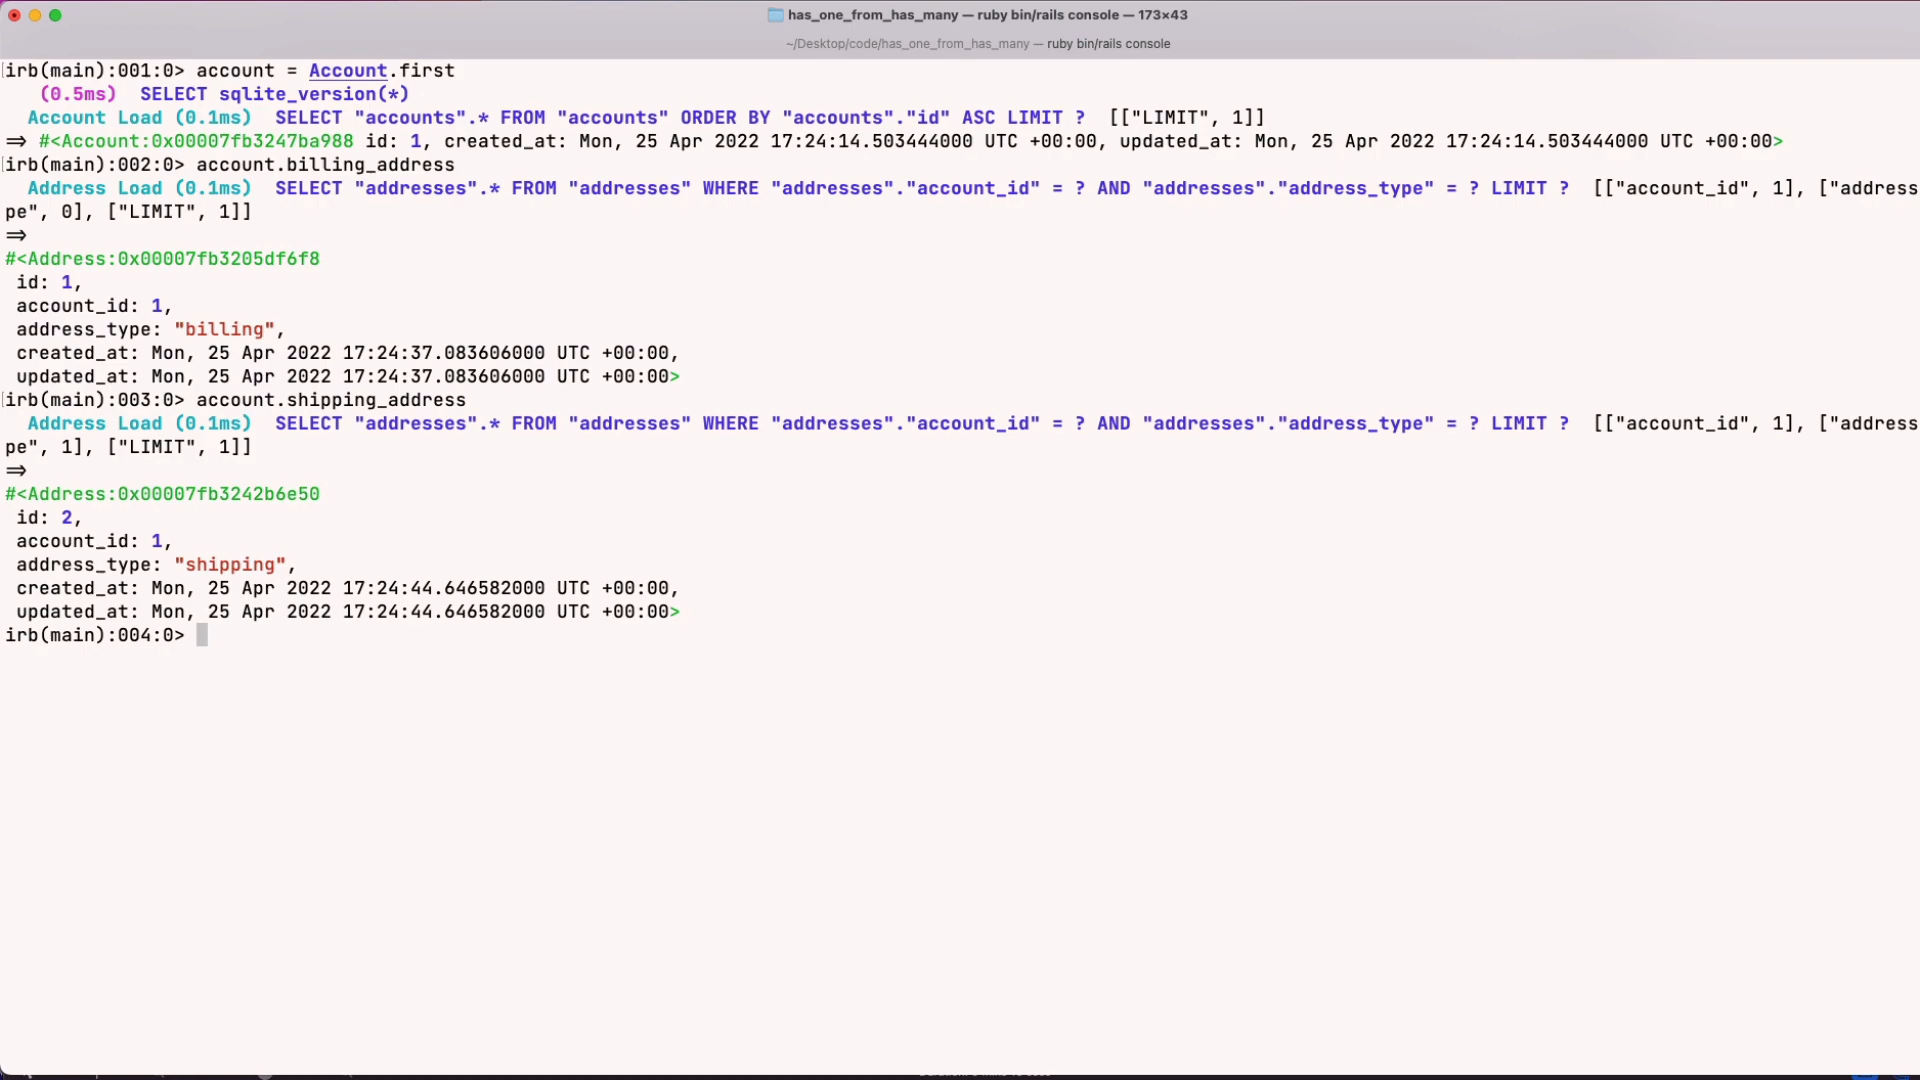 has_one_from_has_many — ruby bin/rails console — 173×43
~/Desktop/code/has_one_from_has_many — ruby bin/rails console
irb(main):001:0> account = Account.first
(0.5ms) SELECT sqlite_version(*)
Account Load (0.1ms) SELECT "accounts".* FROM "accounts" ORDER BY "accounts"."id" ASC LIMIT ? [["LIMIT", 1]]
=> #<Account:0x00007fb3247ba988 id: 1, created_at: Mon, 25 Apr 2022 17:24:14.503444000 UTC +00:00, updated_at: Mon, 25 Apr 2022 17:24:14.503444000 UTC +00:00>
irb(main):002:0> account.billing_address
Address Load (0.1ms) SELECT "addresses".* FROM "addresses" WHERE "addresses"."account_id" = ? AND "addresses"."address_type" = ? LIMIT ? [["account_id", 1], ["address
pe", 0], ["LIMIT", 1]]
=>
#<Address:0x00007fb3205df6f8
id: 1,
account_id: 1,
address_type: "billing",
created_at: Mon, 25 Apr 2022 17:24:37.083606000 UTC +00:00,
updated_at: Mon, 25 Apr 2022 17:24:37.083606000 UTC +00:00>
irb(main):003:0> account.shipping_address
Address Load (0.1ms) SELECT "addresses".* FROM "addresses" WHERE "addresses"."account_id" = ? AND "addresses"."address_type" = ? LIMIT ? [["account_id", 1], ["address
pe", 1], ["LIMIT", 1]]
=>
#<Address:0x00007fb3242b6e50
id: 2,
account_id: 1,
address_type: "shipping",
created_at: Mon, 25 Apr 2022 17:24:44.646582000 UTC +00:00,
updated_at: Mon, 25 Apr 2022 17:24:44.646582000 UTC +00:00>
irb(main):004:0>